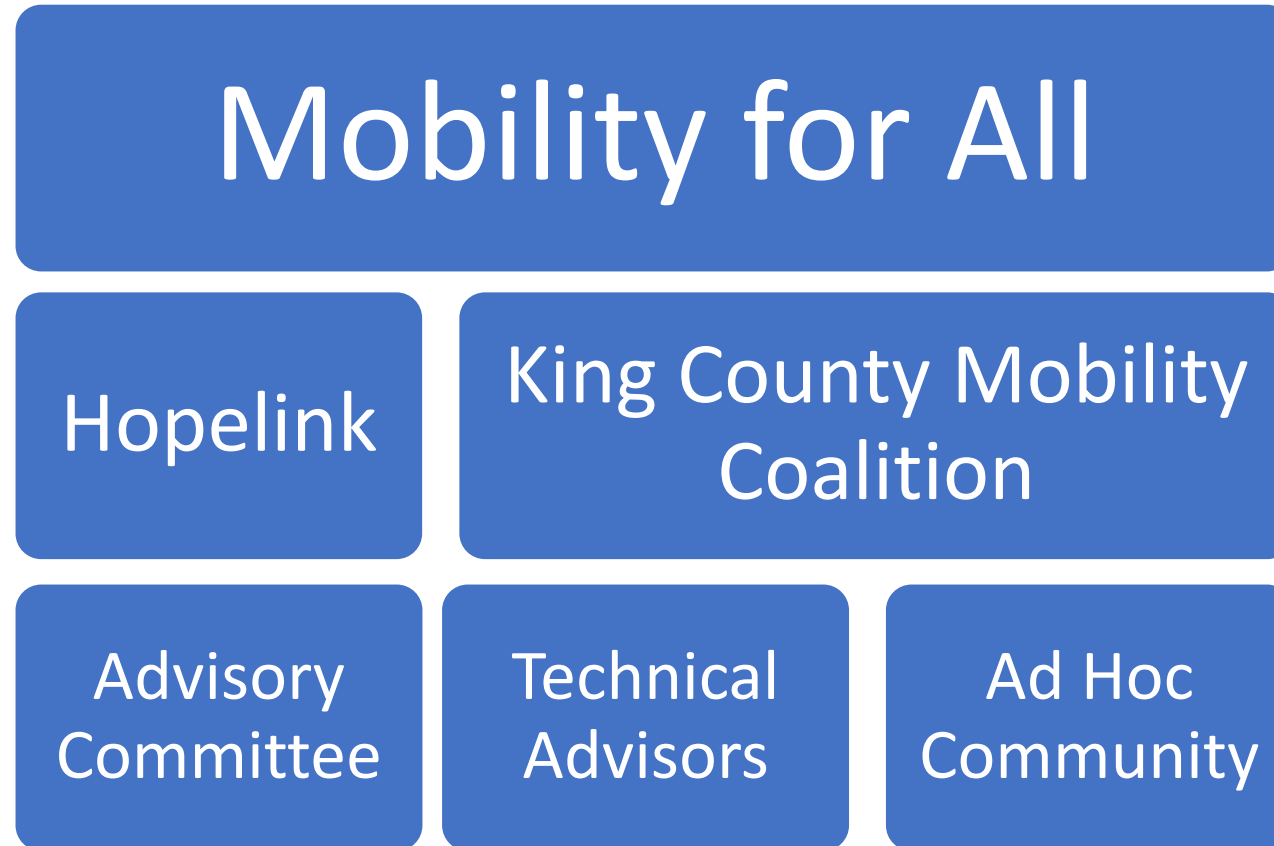 Mobility for All
Hopelink
King County Mobility
Coalition
Advisory
Committee
Technical
Advisors
Ad Hoc
Community